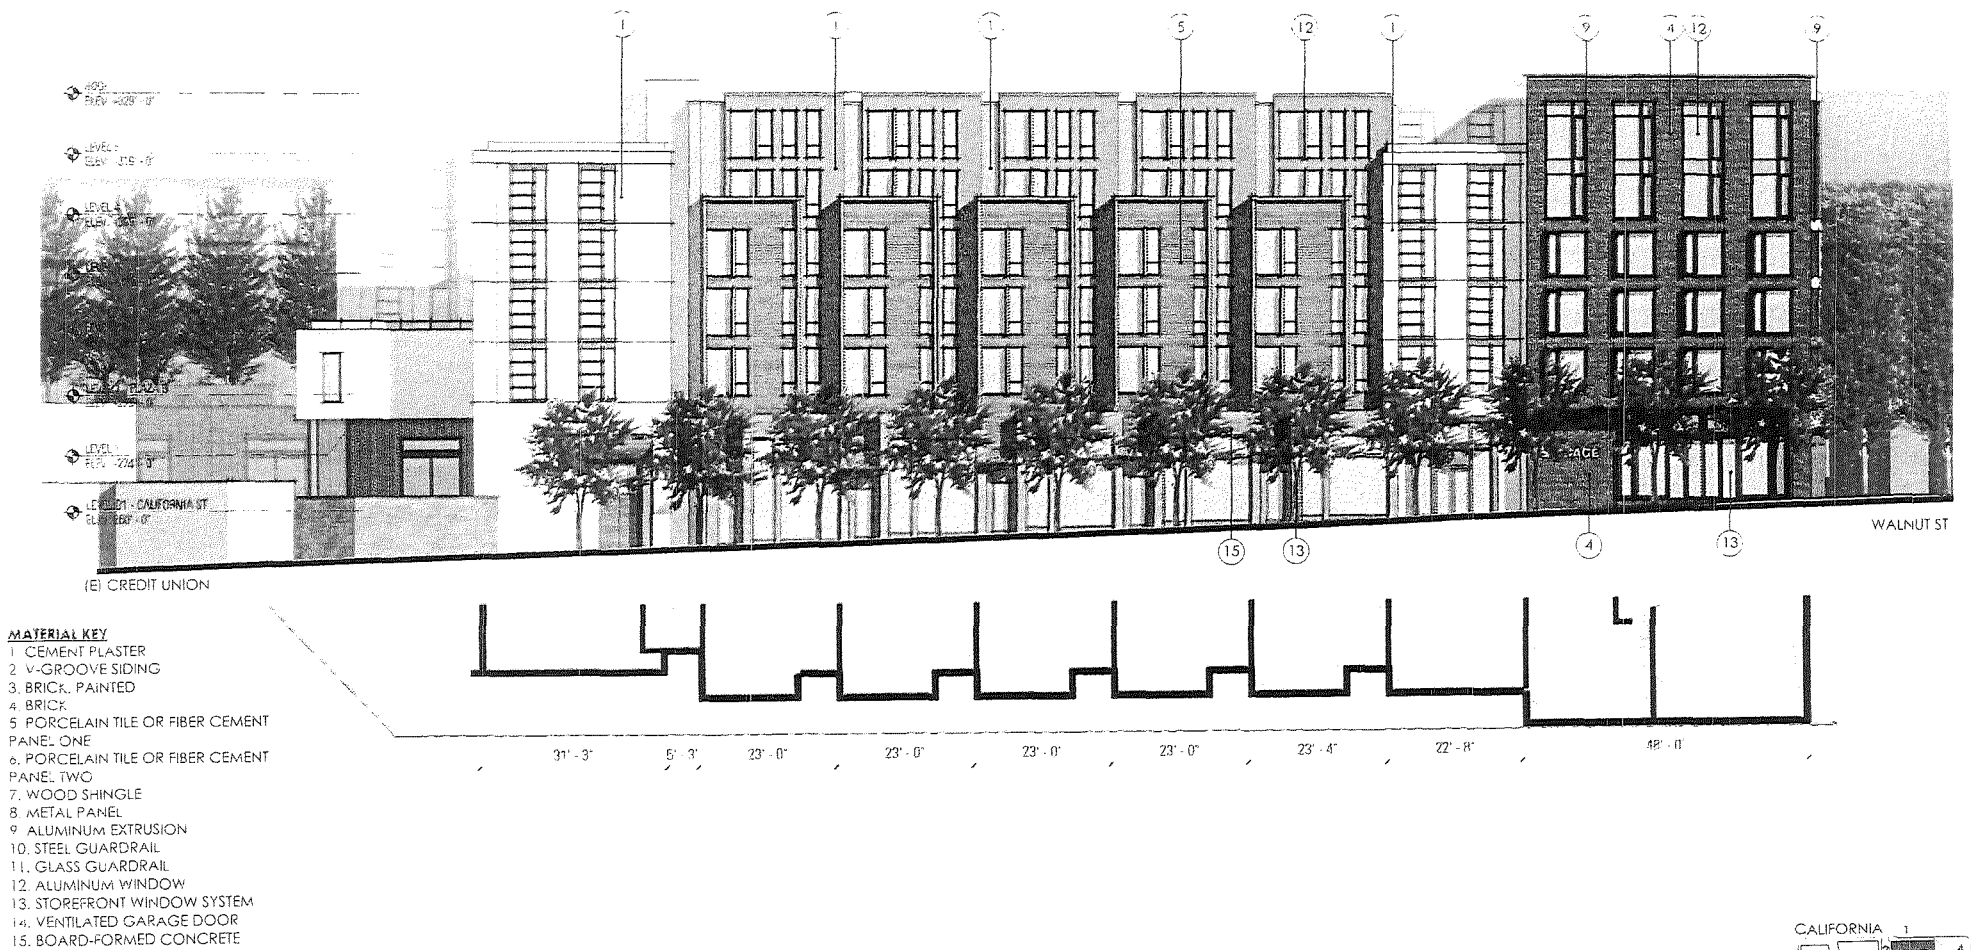 1 1 1 5 12 1 9 4 12 9
LEVEL
LEVEL
LEVEL
ELEV
LEVEL B1 - CALIFORNIA ST
WALNUT ST
15 13 4 13
(E) CREDIT UNION
MATERIAL KEY
1 CEMENT PLASTER
2 V-GROOVE SIDING
3. BRICK, PAINTED
4. BRICK
5 PORCELAIN TILE OR FIBER CEMENT
PANEL ONE
6. PORCELAIN TILE OR FIBER CEMENT
PANEL TWO
7. WOOD SHINGLE
8. METAL PANEL
9 ALUMINUM EXTRUSION
10. STEEL GUARDRAIL
11. GLASS GUARDRAIL
12. ALUMINUM WINDOW
13. STOREFRONT WINDOW SYSTEM
14. VENTILATED GARAGE DOOR
15. BOARD-FORMED CONCRETE
31' - 3" 5' - 3" 23' - 0" 23' - 0" 23' - 0" 23' - 0" 23' - 4" 22' - 8" 48' - 0"
CALIFORNIA 1